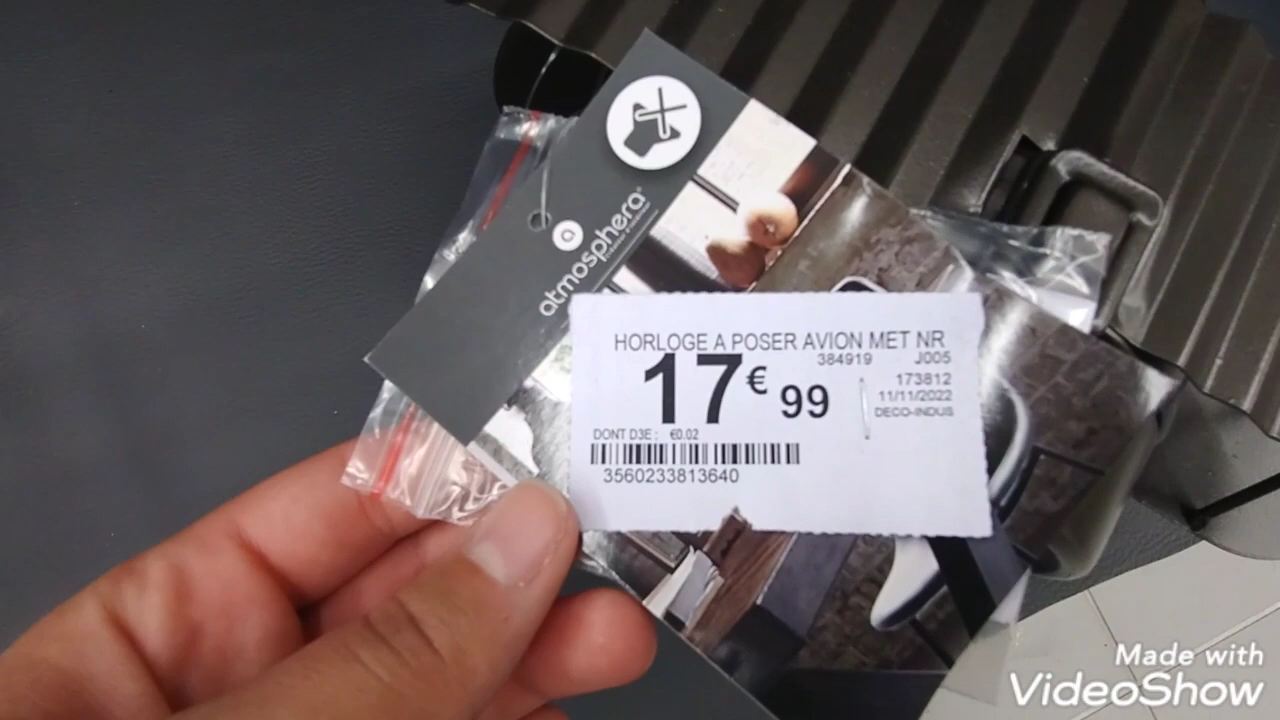 atmosphera
HORLOGE A POSER AVION MET NR
384919 J005
17€99
173812
11/11/2022
DECO-INDUS
DONT D3E : €0.02
3560233813640
Made with
VideoShow